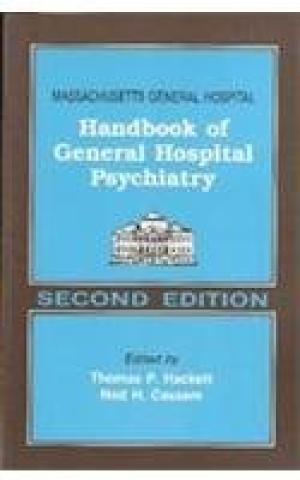 MASSACHUSETTS GENERAL HOSPITAL
Handbook of
General Hospital
Psychiatry
SECOND EDITION
Edited by
Thomas P. Hackett
Ned H. Cassem